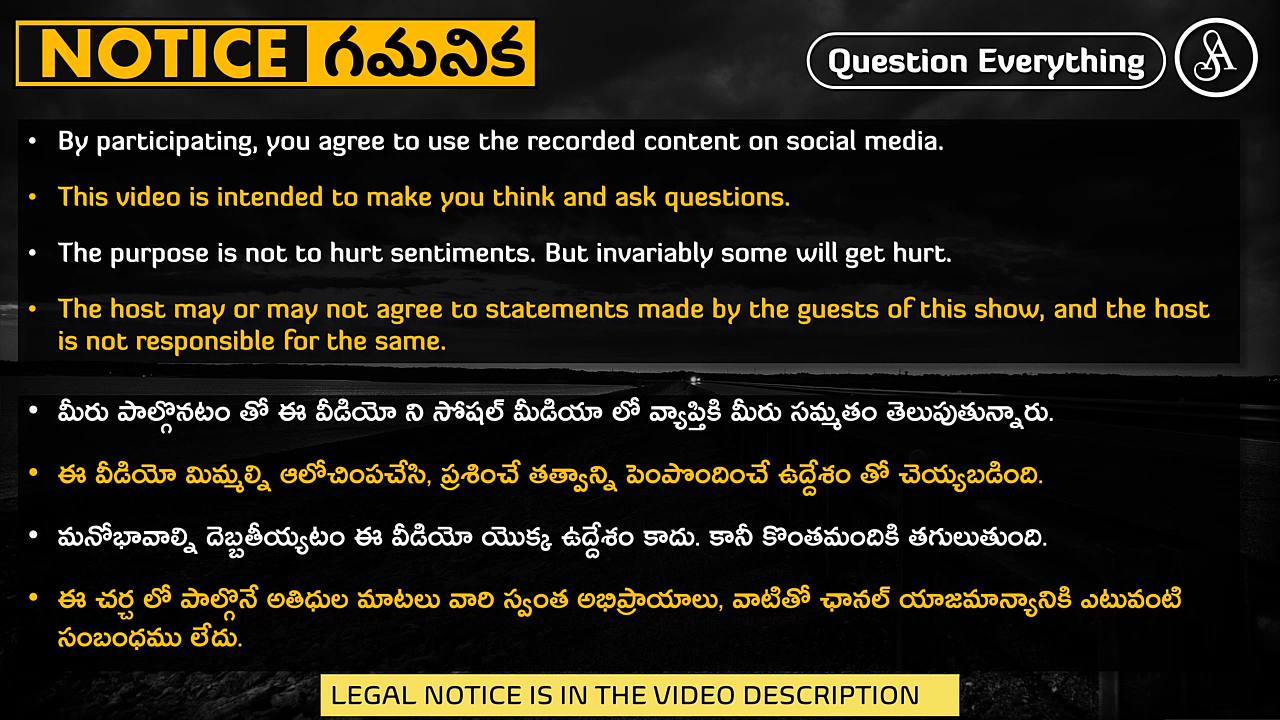 NOTICE గమనిక
Question Everything
• By participating, you agree to use the recorded content on social media.
• This video is intended to make you think and ask questions.
• The purpose is not to hurt sentiments. But invariably some will get hurt.
• The host may or may not agree to statements made by the guests of this show, and the host
is not responsible for the same.
• మీరు పాల్గొనటం తో ఈ వీడియో ని సోషల్ మీడియా లో వ్యాప్తికి మీరు సమ్మతం తెలుపుతున్నారు.
• ఈ వీడియో మిమ్మల్ని ఆలోచింపచేసి, ప్రశించే తత్వాన్ని పెంపొందించే ఉద్దేశం తో చెయ్యబడింది.
• మనోభావాల్ని దెబ్బతీయ్యటం ఈ వీడియో యొక్క ఉద్దేశం కాదు. కానీ కొంతమందికి తగులుతుంది.
• ఈ చర్చ లో పాల్గొనే అతిధుల మాటలు వారి స్వంత అభిప్రాయాలు, వాటితో ఛానల్ యాజమాన్యానికి ఎటువంటి
సంబంధము లేదు.
LEGAL NOTICE IS IN THE VIDEO DESCRIPTION